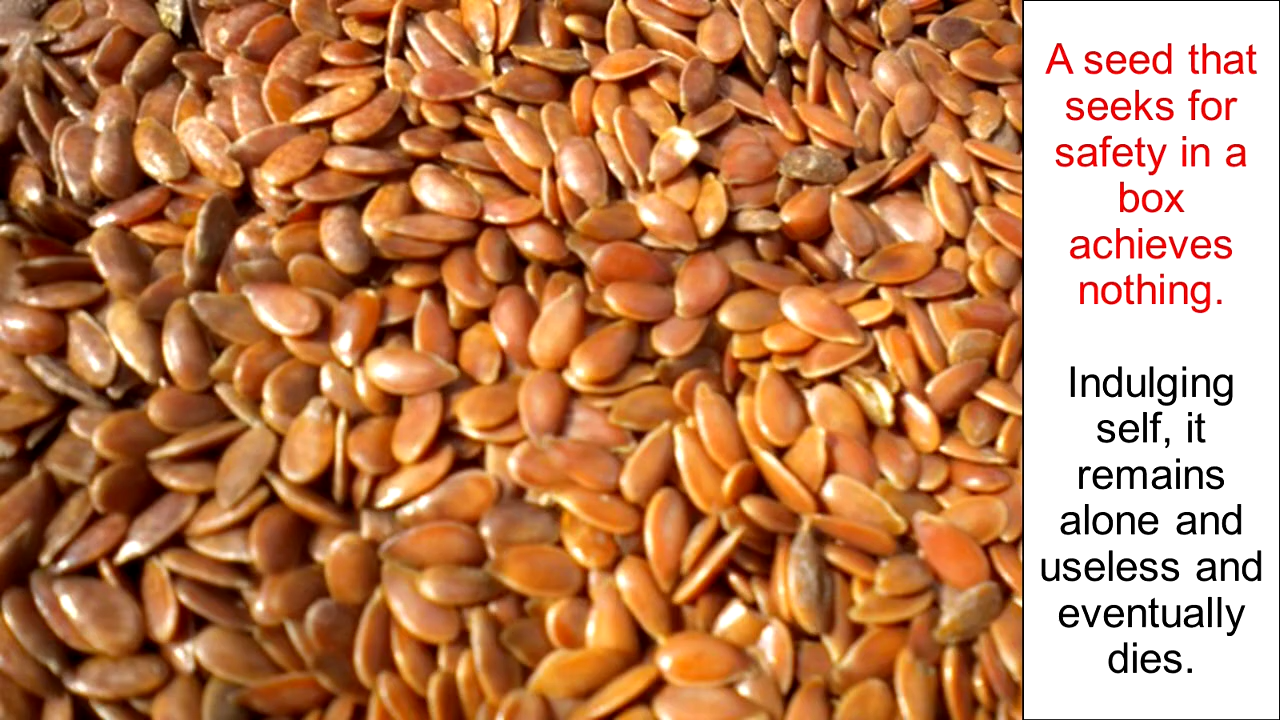 A seed that
seeks for
safety in a
box
achieves
nothing.
Indulging
self, it
remains
alone and
useless and
eventually
dies.